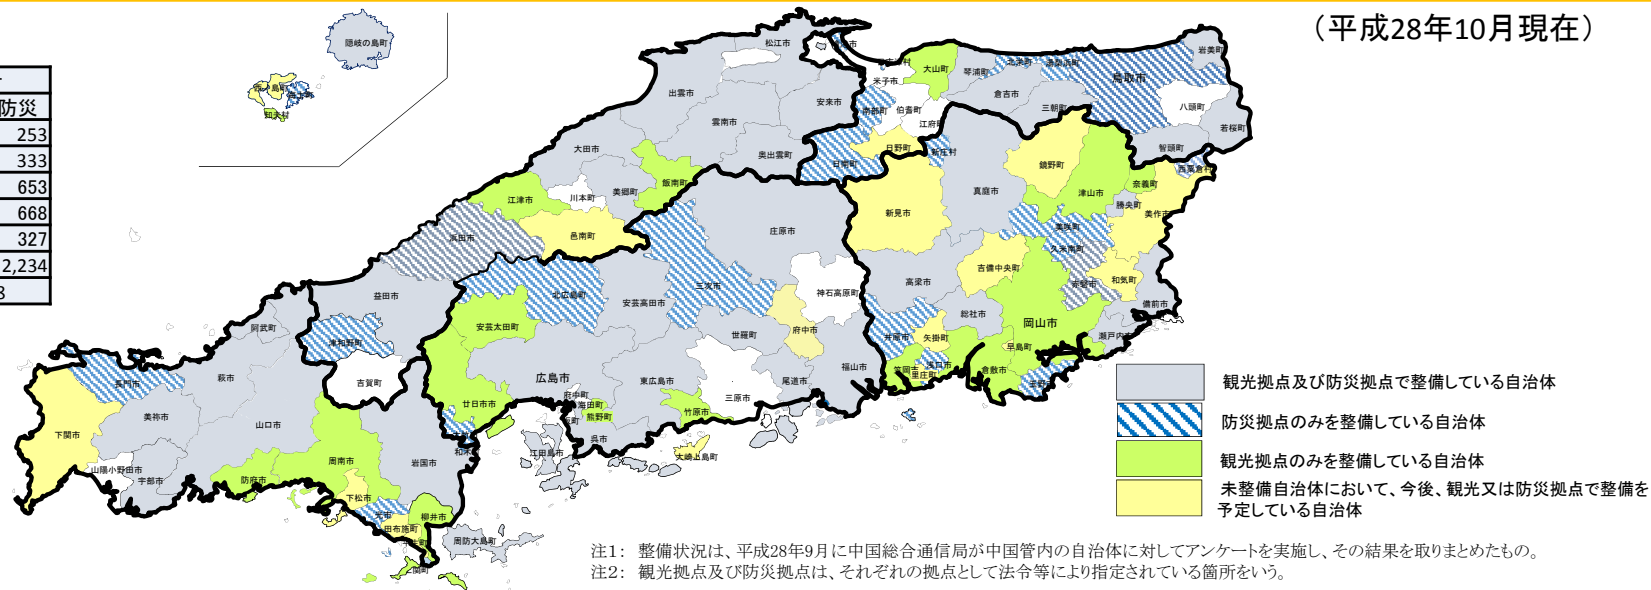 (平成28年10月現在)
防災
253
333
653
668
327
2,234
隠岐の島町
西ノ島町
海士町
知夫村
松江市
出雲市
安来市
雲南市
奥出雲町
大田市
飯南町
美郷町
川本町
江津市
邑南町
浜田市
益田市
津和野町
吉賀町
米子市
大山町
琴浦町
北栄町
湯梨浜町
鳥取市
岩美町
八頭町
若桜町
智頭町
倉吉市
三朝町
南部町
伯耆町
江府町
日野町
日南町
新庄村
真庭市
鏡野町
津山市
奈義町
西粟倉村
勝央町
美作市
新見市
美咲町
久米南町
吉備中央町
赤磐市
和気町
備前市
高梁市
総社市
岡山市
瀬戸内市
井原市
矢掛町
早島町
倉敷市
笠岡市
里庄町
浅口市
玉野市
庄原市
三次市
神石高原町
北広島町
安芸高田市
安芸太田町
世羅町
府中市
福山市
広島市
東広島市
尾道市
三原市
府中町
海田町
熊野町
竹原市
廿日市市
呉市
江田島市
大崎上島町
阿武町
萩市
長門市
美祢市
下関市
山口市
山陽小野田市
宇部市
防府市
周南市
岩国市
和木町
下松市
光市
田布施町
柳井市
周防大島町
観光拠点及び防災拠点で整備している自治体
防災拠点のみを整備している自治体
観光拠点のみを整備している自治体
未整備自治体において、今後、観光又は防災拠点で整備を
予定している自治体
注1: 整備状況は、平成28年9月に中国総合通信局が中国管内の自治体に対してアンケートを実施し、その結果を取りまとめたもの。
注2: 観光拠点及び防災拠点は、それぞれの拠点として法令等により指定されている箇所をいう。